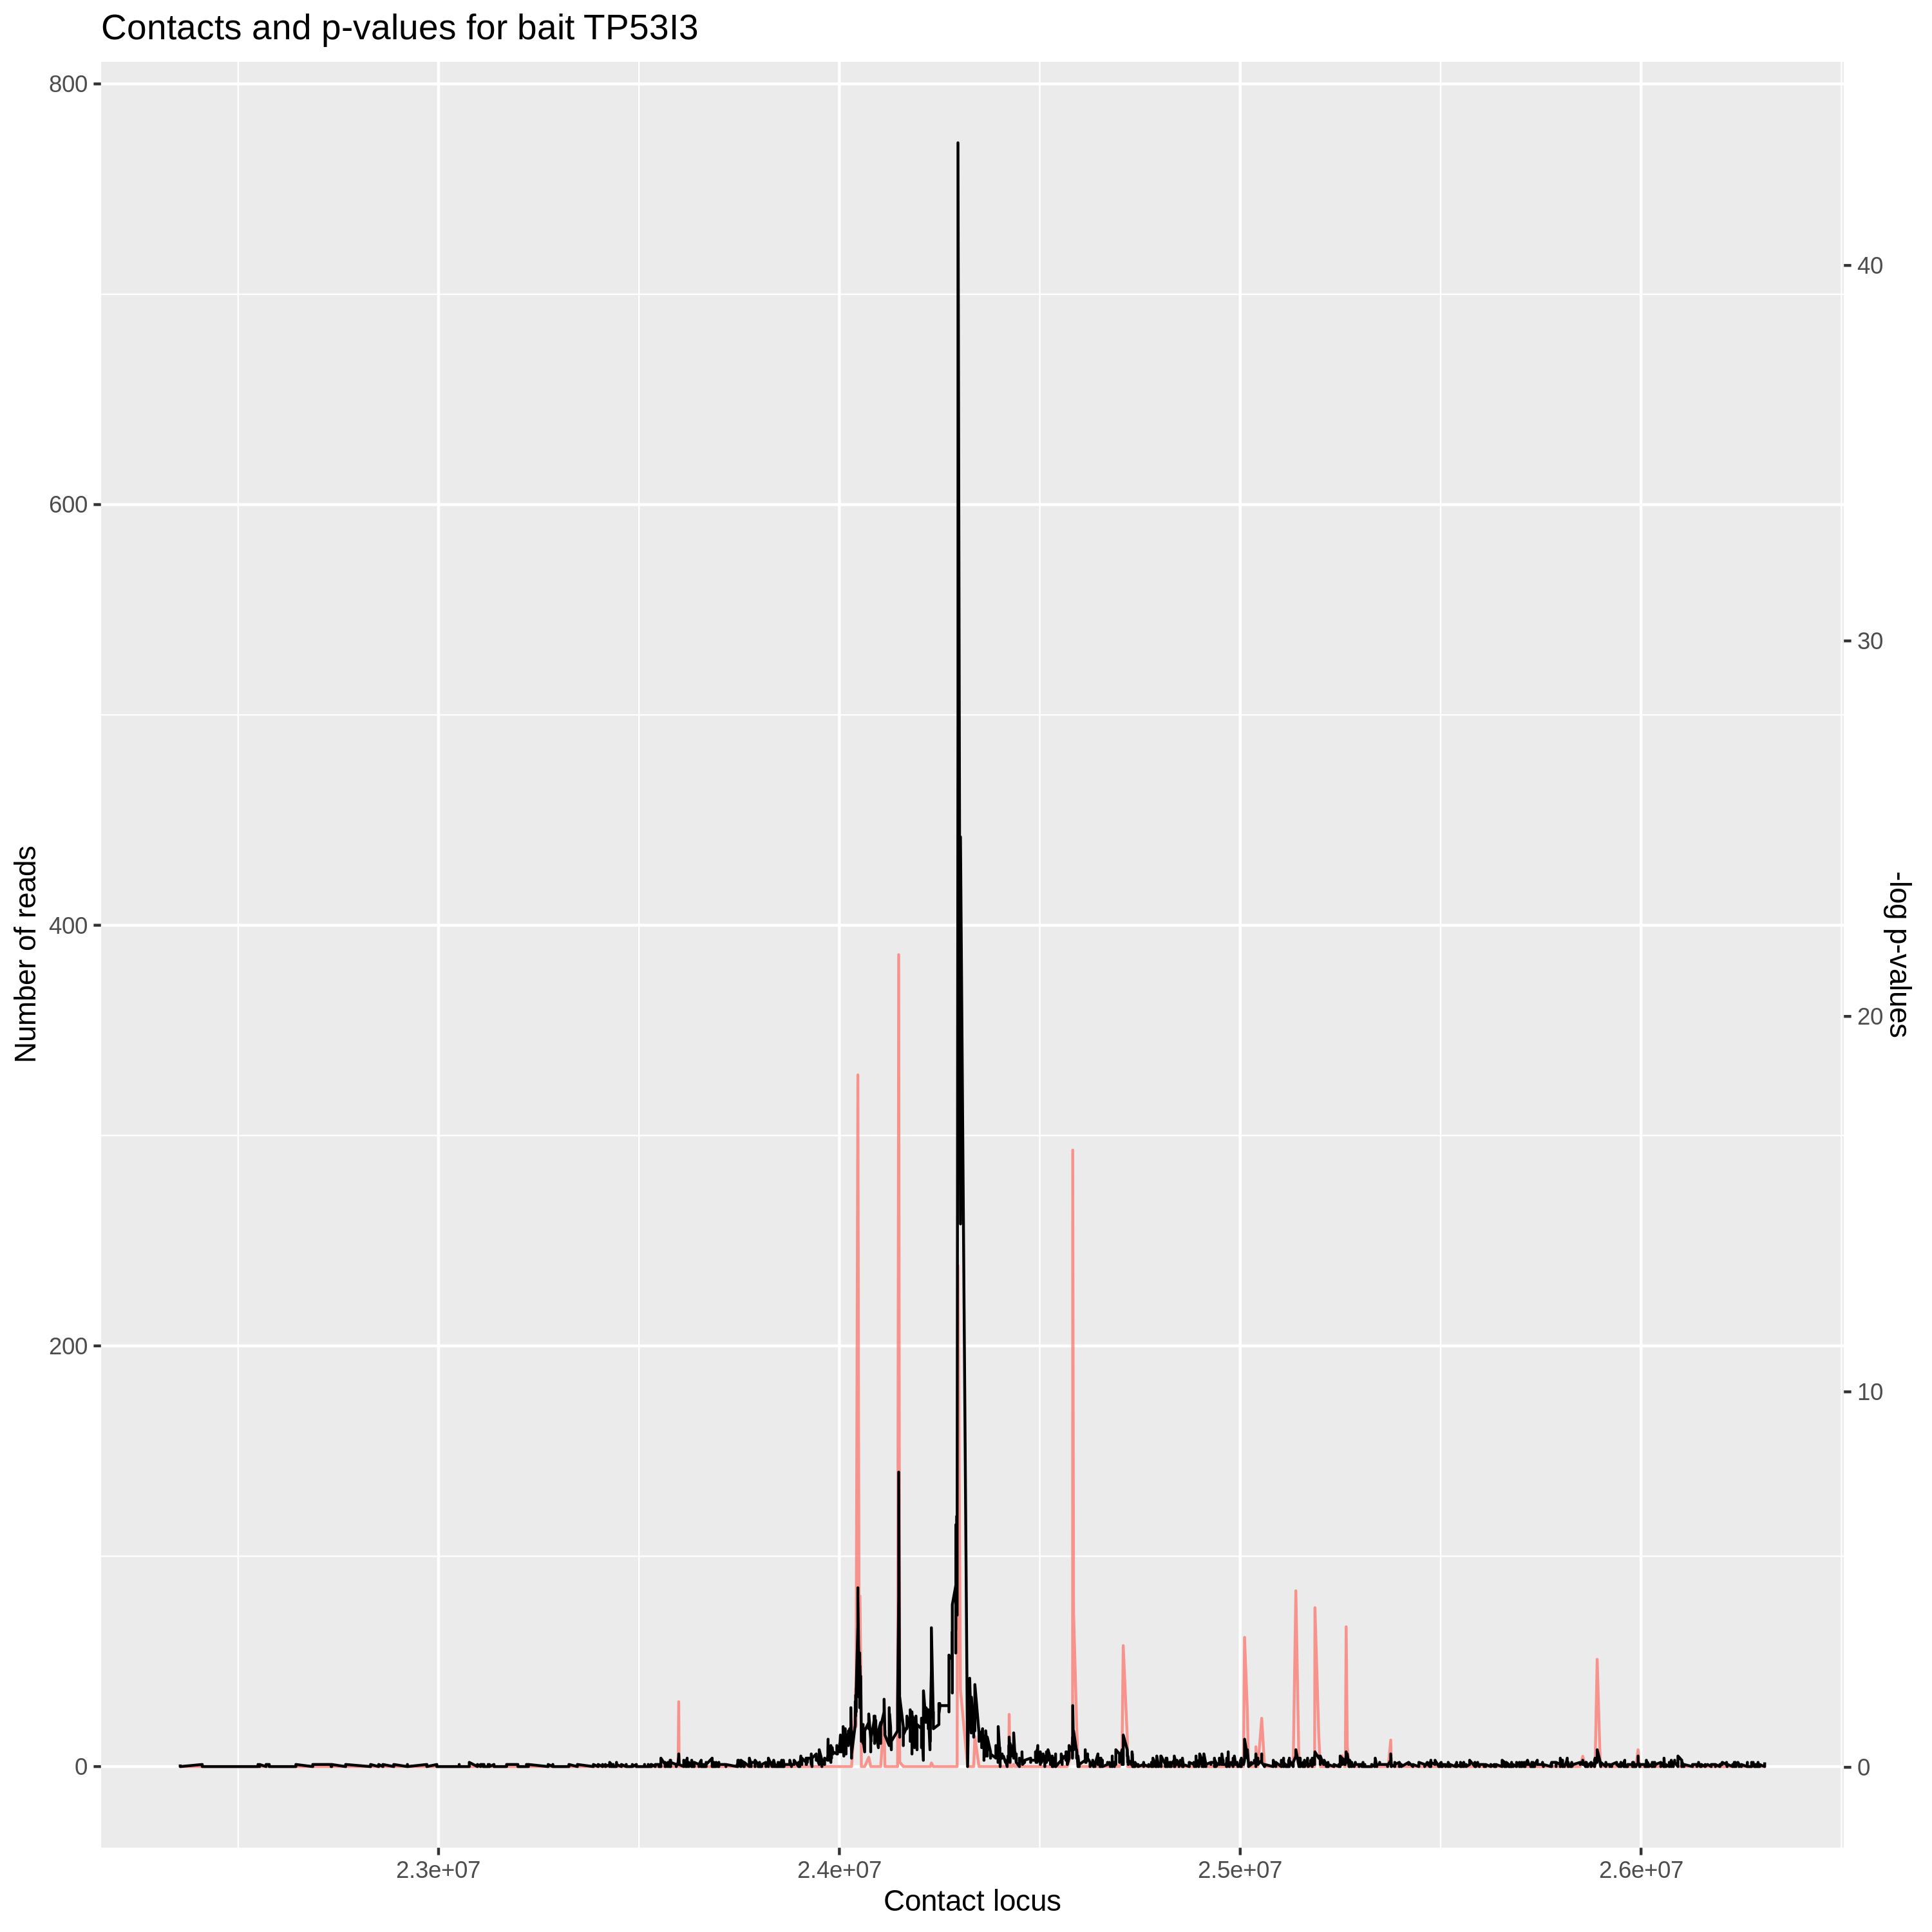 Contacts and p-values for bait TP53I3
800
600
400
200
0
Number of reads
40
30
20
10
0
-log p-values
2.3e+07
2.4e+07
2.5e+07
2.6e+07
Contact locus